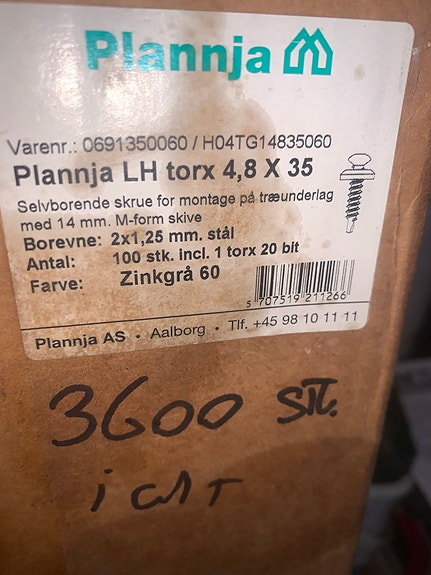 Plannja
Varenr.: 0691350060 / H04TG14835060
Plannja LH torx 4,8 X 35
Selvborende skrue for montage på træunderlag
med 14 mm. M-form skive
Borevne: 2x1,25 mm. stål
Antal: 100 stk. incl. 1 torx 20 bit
Farve: Zinkgrå 60
5 707519 211266
Plannja AS · Aalborg · Tlf. +45 98 10 11 11
3600 STK.
i alt